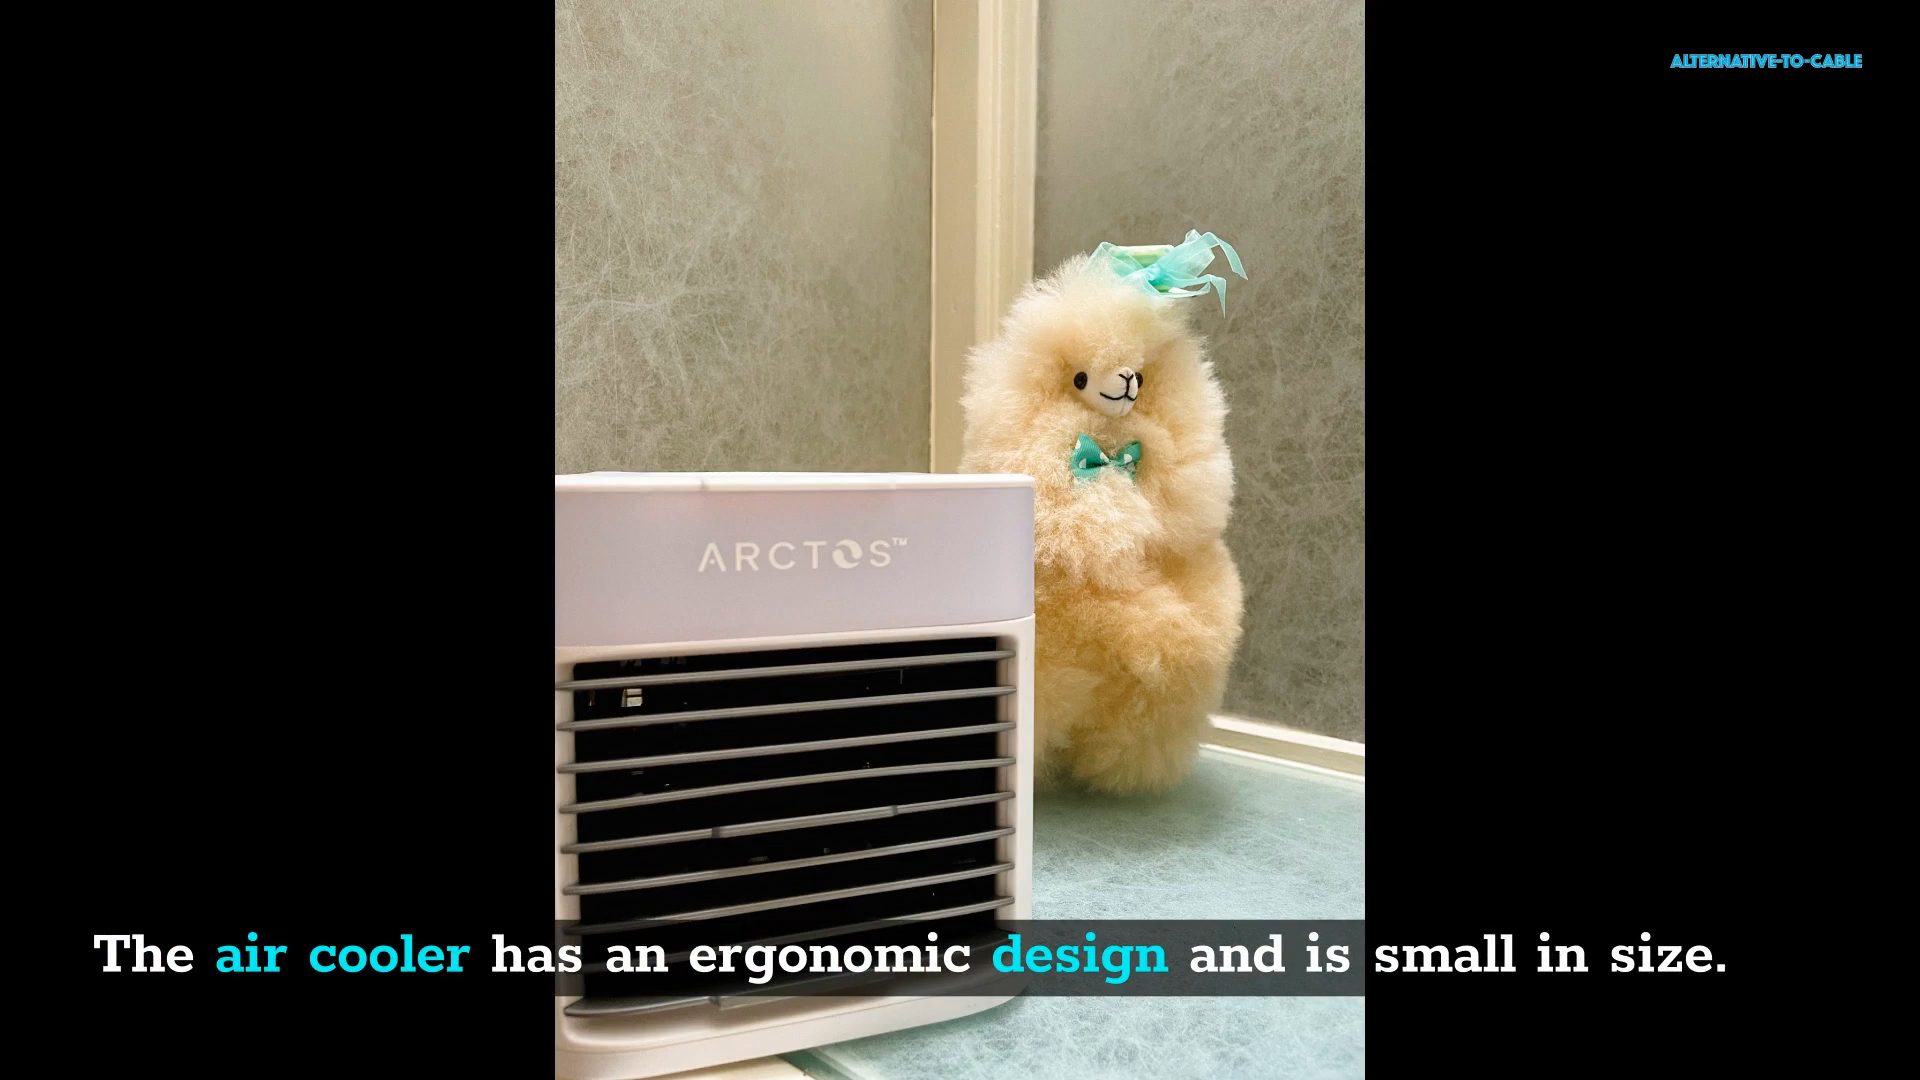 ALTERNATIVE-TO-CABLE
ARCTOS™
The air cooler has an ergonomic design and is small in size.